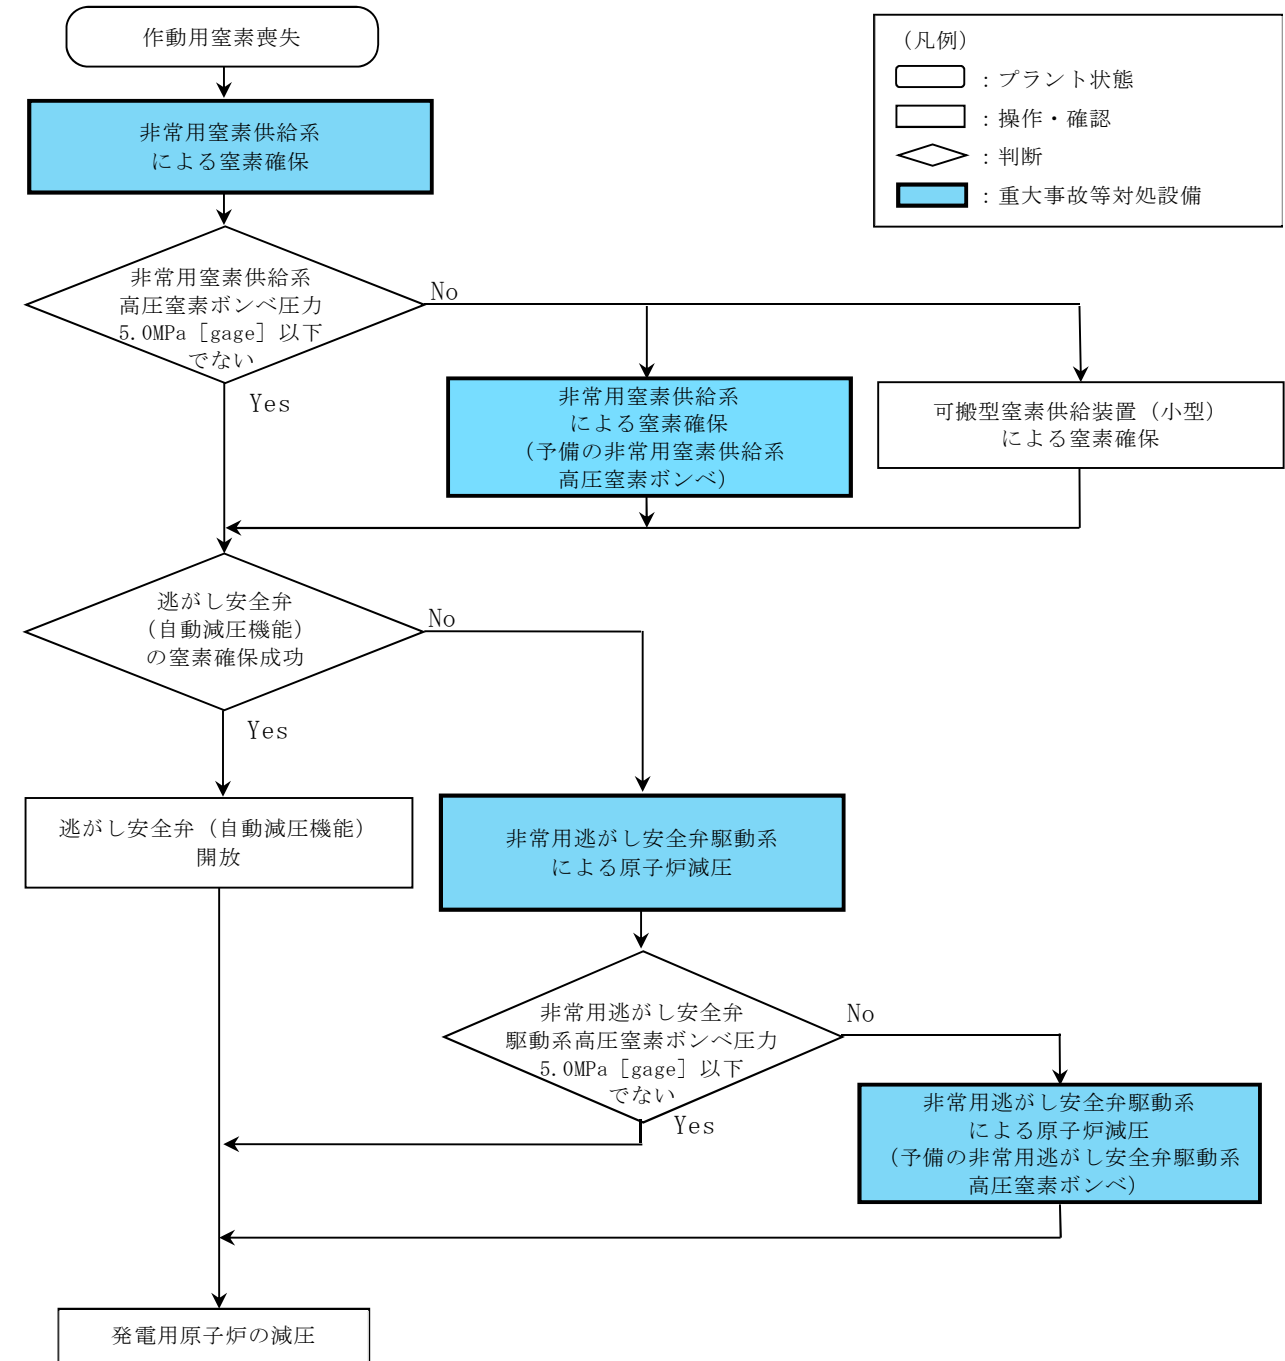 作動用窒素喪失
(凡例)
：プラント状態
：操作・確認
：判断
：重大事故等対処設備
非常用窒素供給系
による窒素確保
非常用窒素供給系
高圧窒素ボンベ圧力
5.0MPa［gage］以下
でない
No
Yes
非常用窒素供給系
による窒素確保
（予備の非常用窒素供給系
高圧窒素ボンベ）
可搬型窒素供給装置（小型）
による窒素確保
逃がし安全弁
（自動減圧機能）
の窒素確保成功
No
Yes
逃がし安全弁（自動減圧機能）
開放
非常用逃がし安全弁駆動系
による原子炉減圧
非常用逃がし安全弁
駆動系高圧窒素ボンベ圧力
5.0MPa［gage］以下
でない
No
Yes
非常用逃がし安全弁駆動系
による原子炉減圧
（予備の非常用逃がし安全弁駆動系
高圧窒素ボンベ）
発電用原子炉の減圧